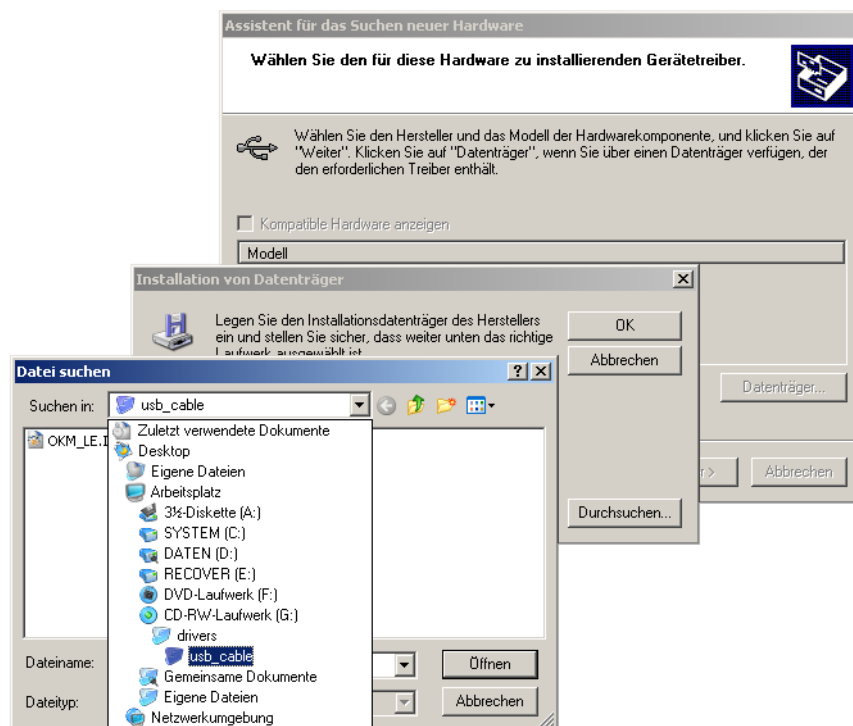 Assistent für das Suchen neuer Hardware
Wählen Sie den für diese Hardware zu installierenden Gerätetreiber.
Wählen Sie den Hersteller und das Modell der Hardwarekomponente, und klicken Sie auf
"Weiter". Klicken Sie auf "Datenträger", wenn Sie über einen Datenträger verfügen, der
den erforderlichen Treiber enthält.
Kompatible Hardware anzeigen
Modell
Installation von Datenträger
Legen Sie den Installationsdatenträger des Herstellers
ein und stellen Sie sicher, dass weiter unten das richtige
Laufwerk ausgewählt ist.
OK
Abbrechen
Datenträger...
Abbrechen
Durchsuchen...
Datei suchen
Suchen in:
usb_cable
OKM_LE.I
Zuletzt verwendete Dokumente
Desktop
Eigene Dateien
Arbeitsplatz
3½-Diskette (A:)
SYSTEM (C:)
DATEN (D:)
RECOVER (E:)
DVD-Laufwerk (F:)
CD-RW-Laufwerk (G:)
drivers
usb_cable
Gemeinsame Dokumente
Eigene Dateien
Netzwerkumgebung
Dateiname:
Öffnen
Dateityp:
Abbrechen